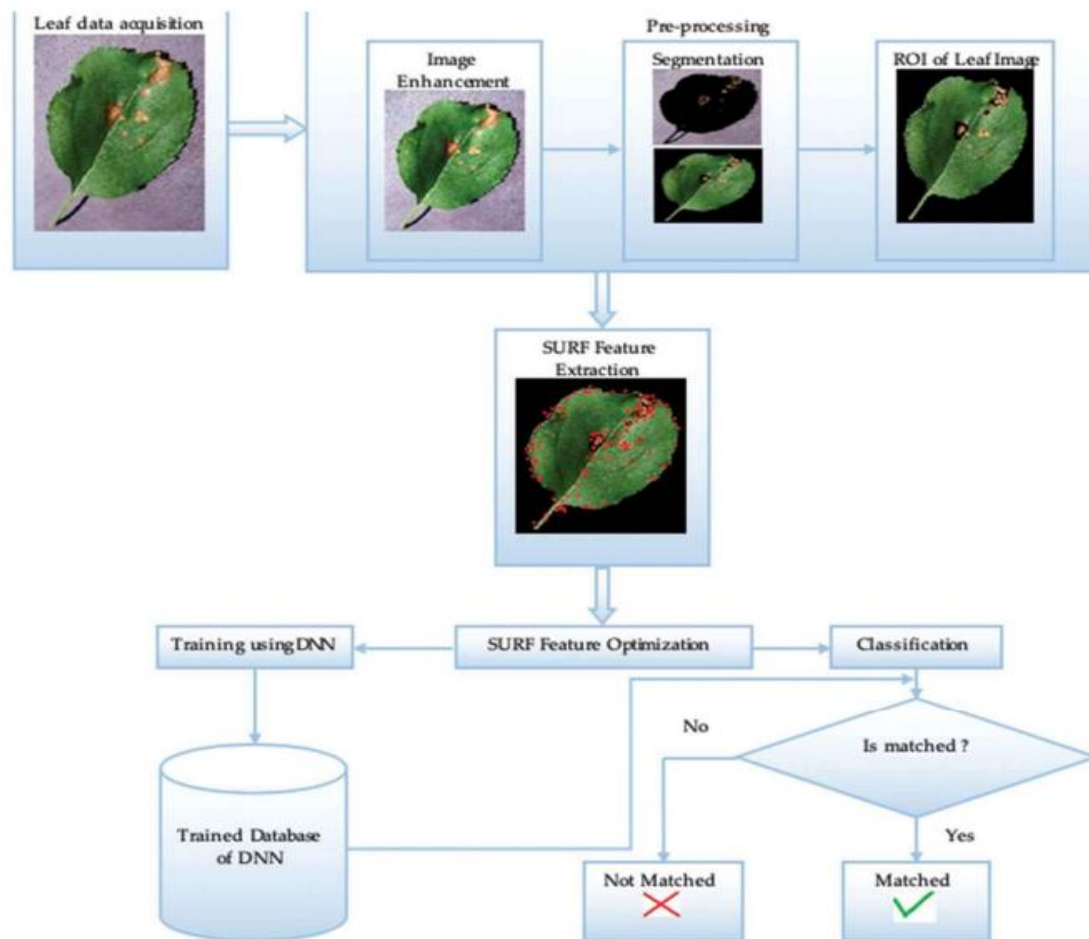 Leaf data acquisition
Pre-processing
Image
Enhancement
Segmentation
ROI of Leaf Image
SURF Feature
Extraction
Training using DNN
SURF Feature Optimization
Classification
No
Is matched ?
Trained Database
of DNN
Yes
Not Matched
Matched